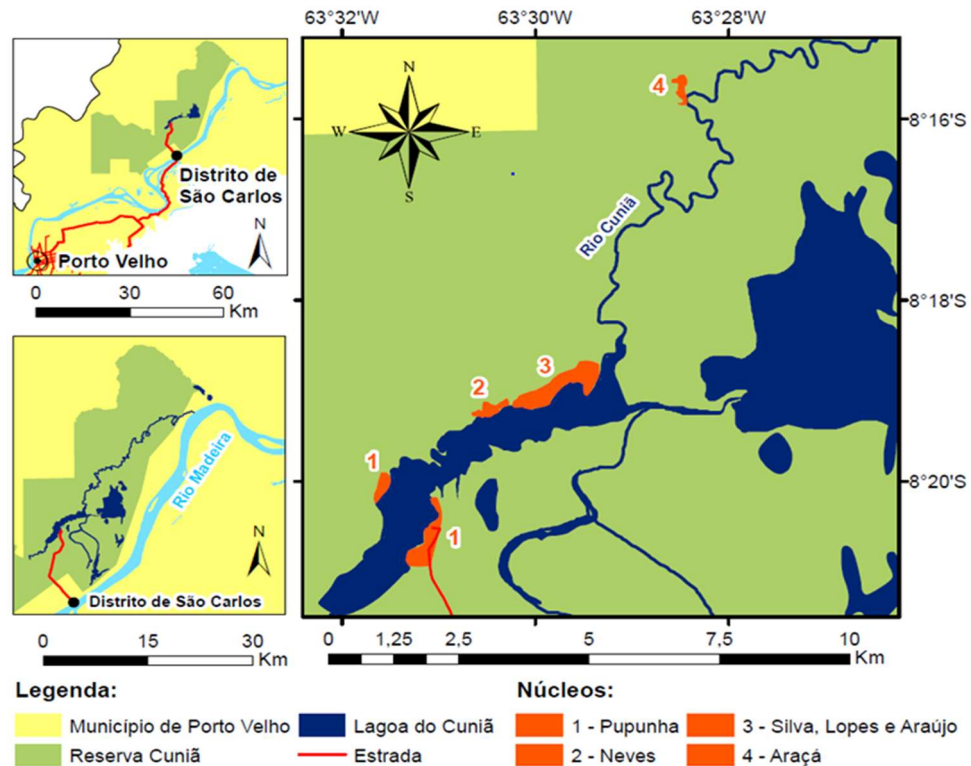 63°32'W 63°30'W 63°28'W
N
W E
S
4
8°16'S
Rio Cuniã
8°18'S
3
2
1
8°20'S
1
0 1,25 2,5 5 7,5 10
Km
Distrito de
São Carlos
Porto Velho
N
0 30 60
Km
Rio Madeira
N
Distrito de São Carlos
0 15 30
Km
Legenda:
Município de Porto Velho
Lagoa do Cuniã
Reserva Cuniã
Estrada
Núcleos:
1 - Pupunha
3 - Silva, Lopes e Araújo
2 - Neves
4 - Araçá